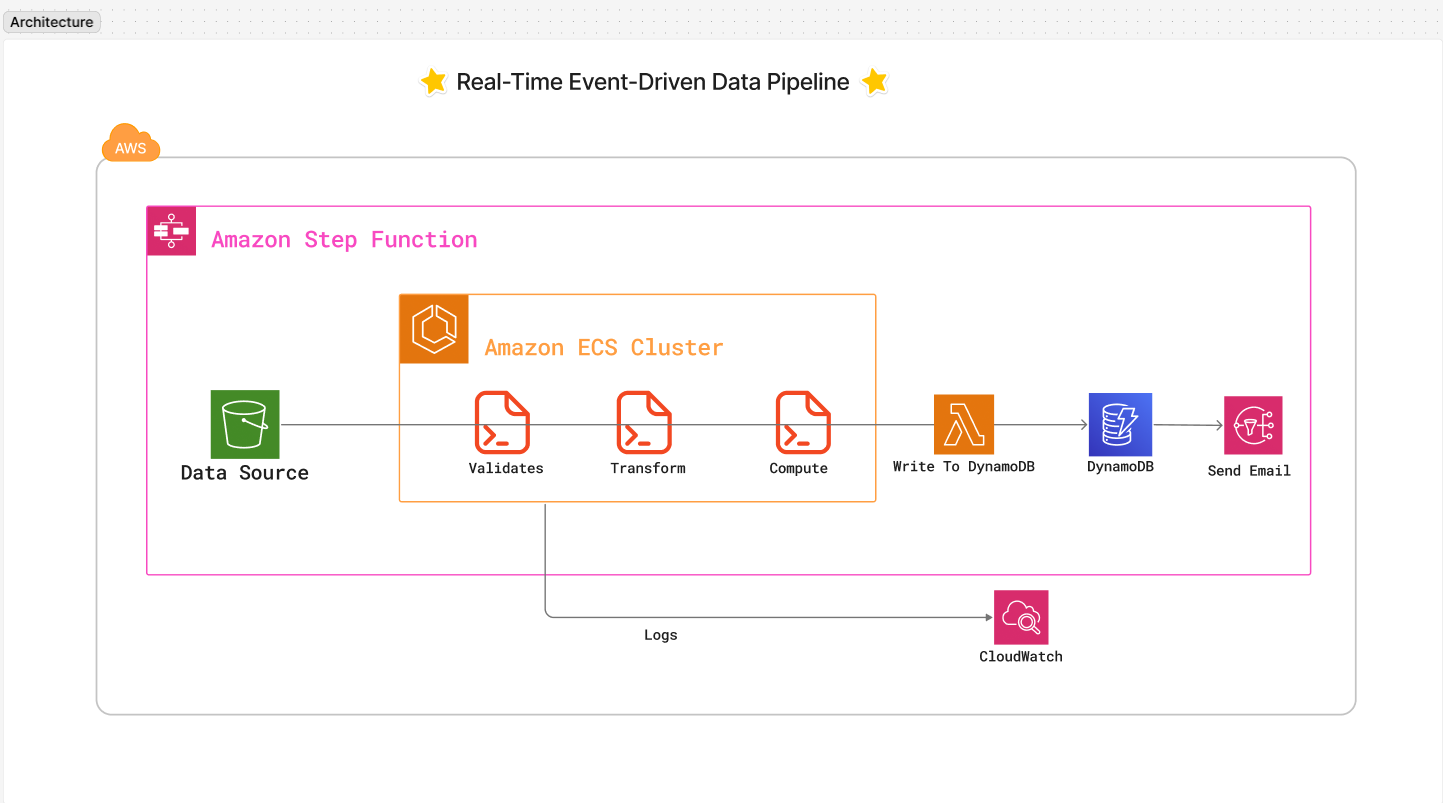 Architecture
Real-Time Event-Driven Data Pipeline
AWS
Amazon Step Function
Amazon ECS Cluster
Data Source
Validates
Transform
Compute
Write To DynamoDB
DynamoDB
Send Email
Logs
CloudWatch